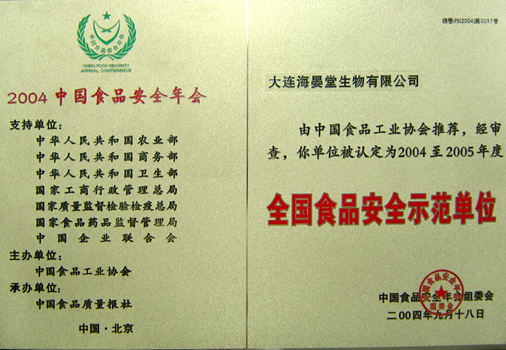 CHINA FOOD SECURITY
ANNUAL CONFERENCE
2004 中国食品安全年会
支持单位:
中华人民共和国农业部
中华人民共和国商务部
中华人民共和国卫生部
国家工商行政管理总局
国家质量监督检验检疫总局
国家食品药品监督管理局
中国企业联合会
主办单位:
中国食品工业协会
承办单位:
中国食品质量报社
中国·北京
大连海晏堂生物有限公司
由中国食品工业协会推荐,经审
查,你单位被认定为2004至2005年度
全国食品安全示范单位
中国食品安全年会组委会
二00四年九月十八日